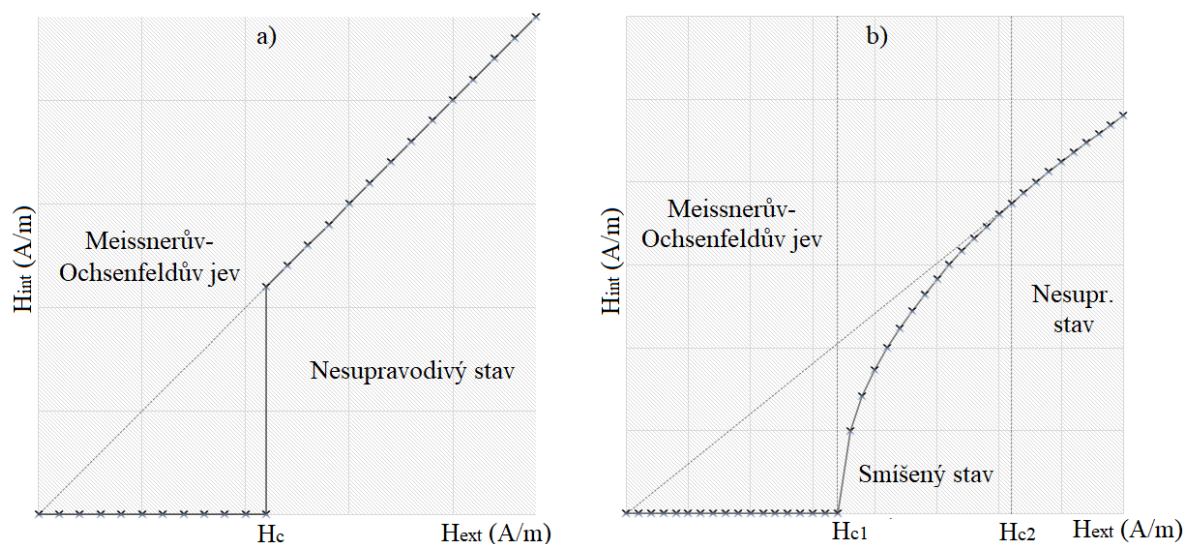 a)
Hint (A/m)
Meissnerův-
Ochsenfeldův jev
Nesupravodivý stav
Hc
Hext (A/m)
b)
Hint (A/m)
Meissnerův-
Ochsenfeldův jev
Nesupr.
stav
Smíšený stav
Hc1
Hc2
Hext (A/m)